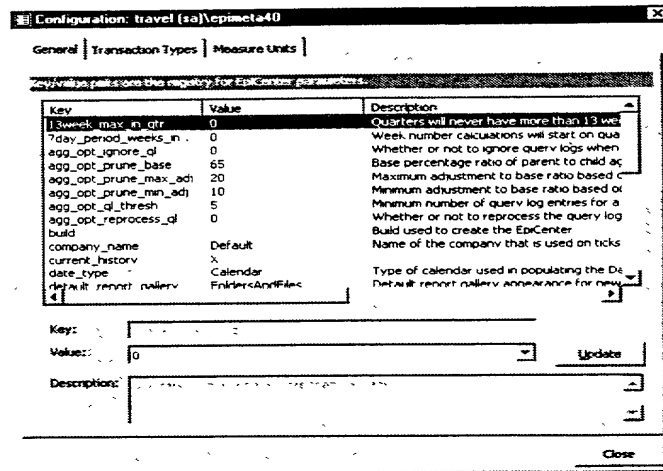 Configuration: travel (sa)\epimeta40
General Transaction Types Measure Units
Key/value pairs are the registry for EpiCenter parameters.
Key Value Description
13week_max_in_qtr 0 Quarters will never have more than 13 wee
7day_period_weeks_in . 0 Week number calculations will start on qua
agg_opt_ignore_ql 0 Whether or not to ignore query logs when
agg_opt_prune_base 65 Base percentage ratio of parent to child ag
agg_opt_prune_max_adj 20 Maximum adjustment to base ratio based o
agg_opt_prune_min_adj 10 Minimum adjustment to base ratio based o
agg_opt_ql_thresh 5 Minimum number of query log entries for a
agg_opt_reprocess_ql 0 Whether or not to reprocess the query log
build Build used to create the EpiCenter
company_name Default Name of the company that is used on ticks
current_history X
date_type Calendar Type of calendar used in populating the Da
default_report_gallery FoldersAndFiles Default report gallery appearance for new
Key:
Value: 0 Update
Description:
Close